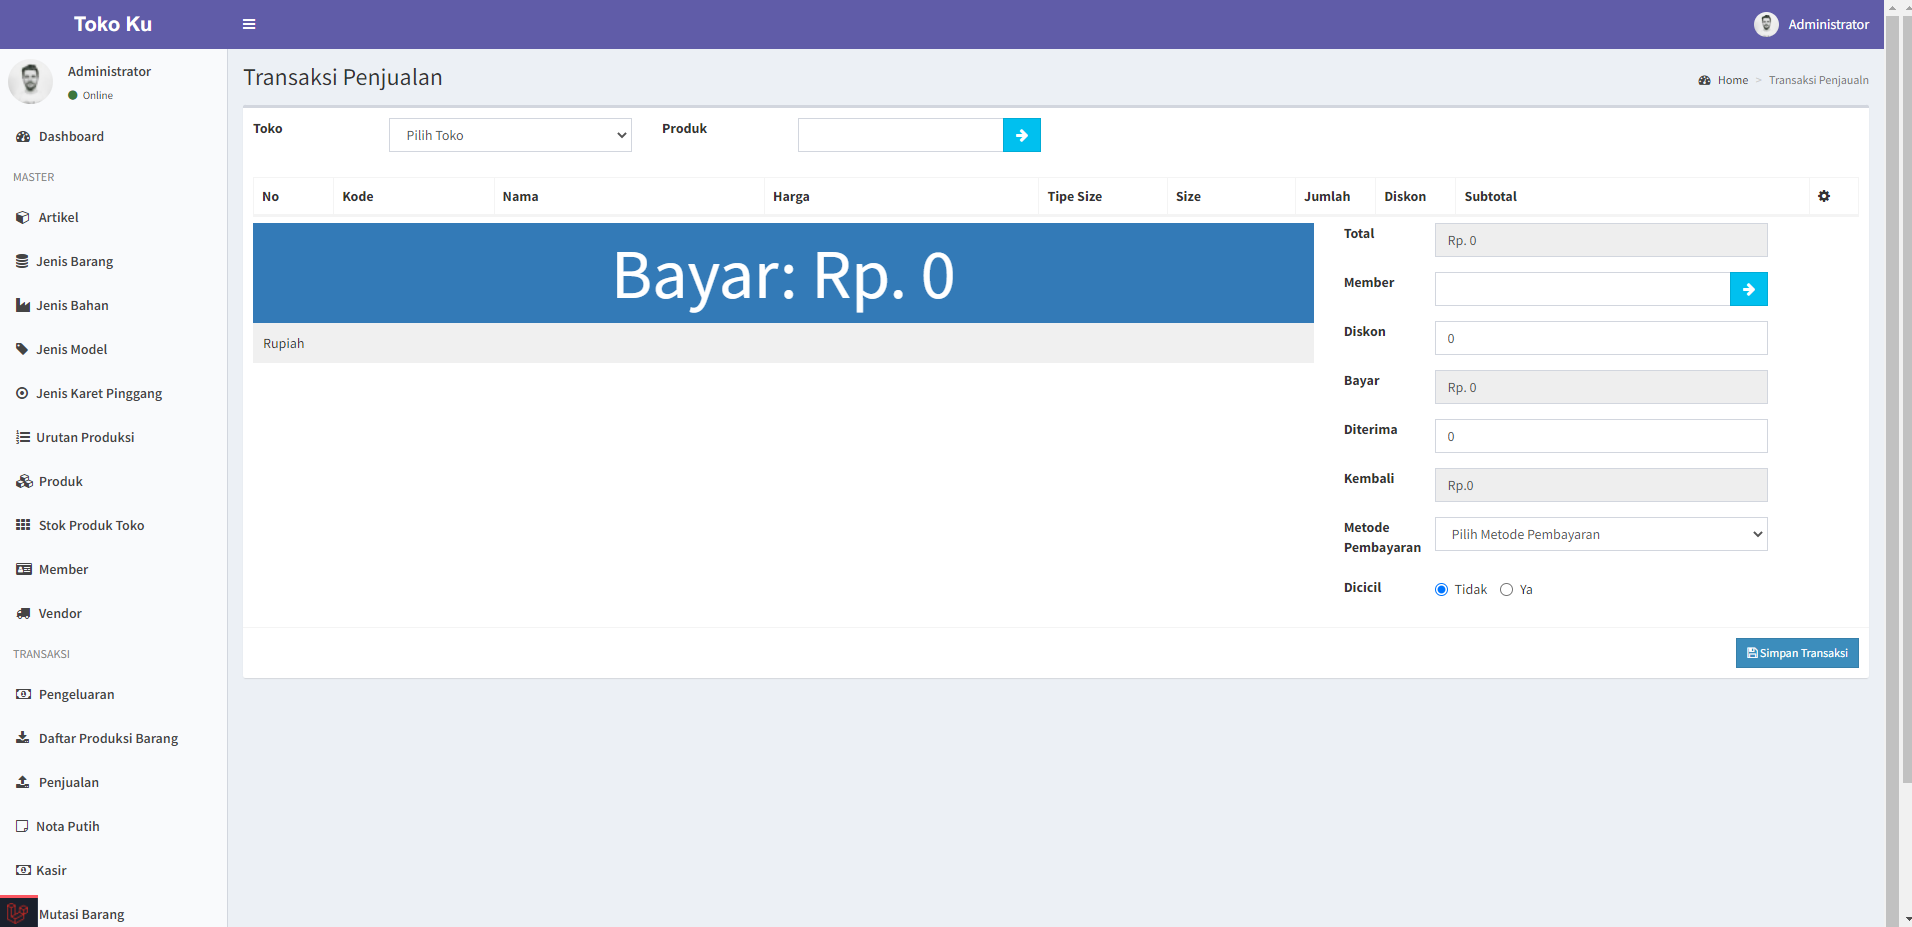 Toko Ku
Administrator
Administrator
Online
Dashboard
MASTER
Artikel
Jenis Barang
Jenis Bahan
Jenis Model
Jenis Karet Pinggang
Urutan Produksi
Produk
Stok Produk Toko
Member
Vendor
TRANSAKSI
Pengeluaran
Daftar Produksi Barang
Penjualan
Nota Putih
Kasir
Mutasi Barang
Transaksi Penjualan
Home > Transaksi Penjaualn
Toko Pilih Toko Produk
No Kode Nama Harga Tipe Size Size Jumlah Diskon Subtotal
Bayar: Rp. 0
Rupiah
Total Rp. 0
Member
Diskon 0
Bayar Rp. 0
Diterima 0
Kembali Rp.0
Metode
Pembayaran
Pilih Metode Pembayaran
Dicicil Tidak Ya
Simpan Transaksi